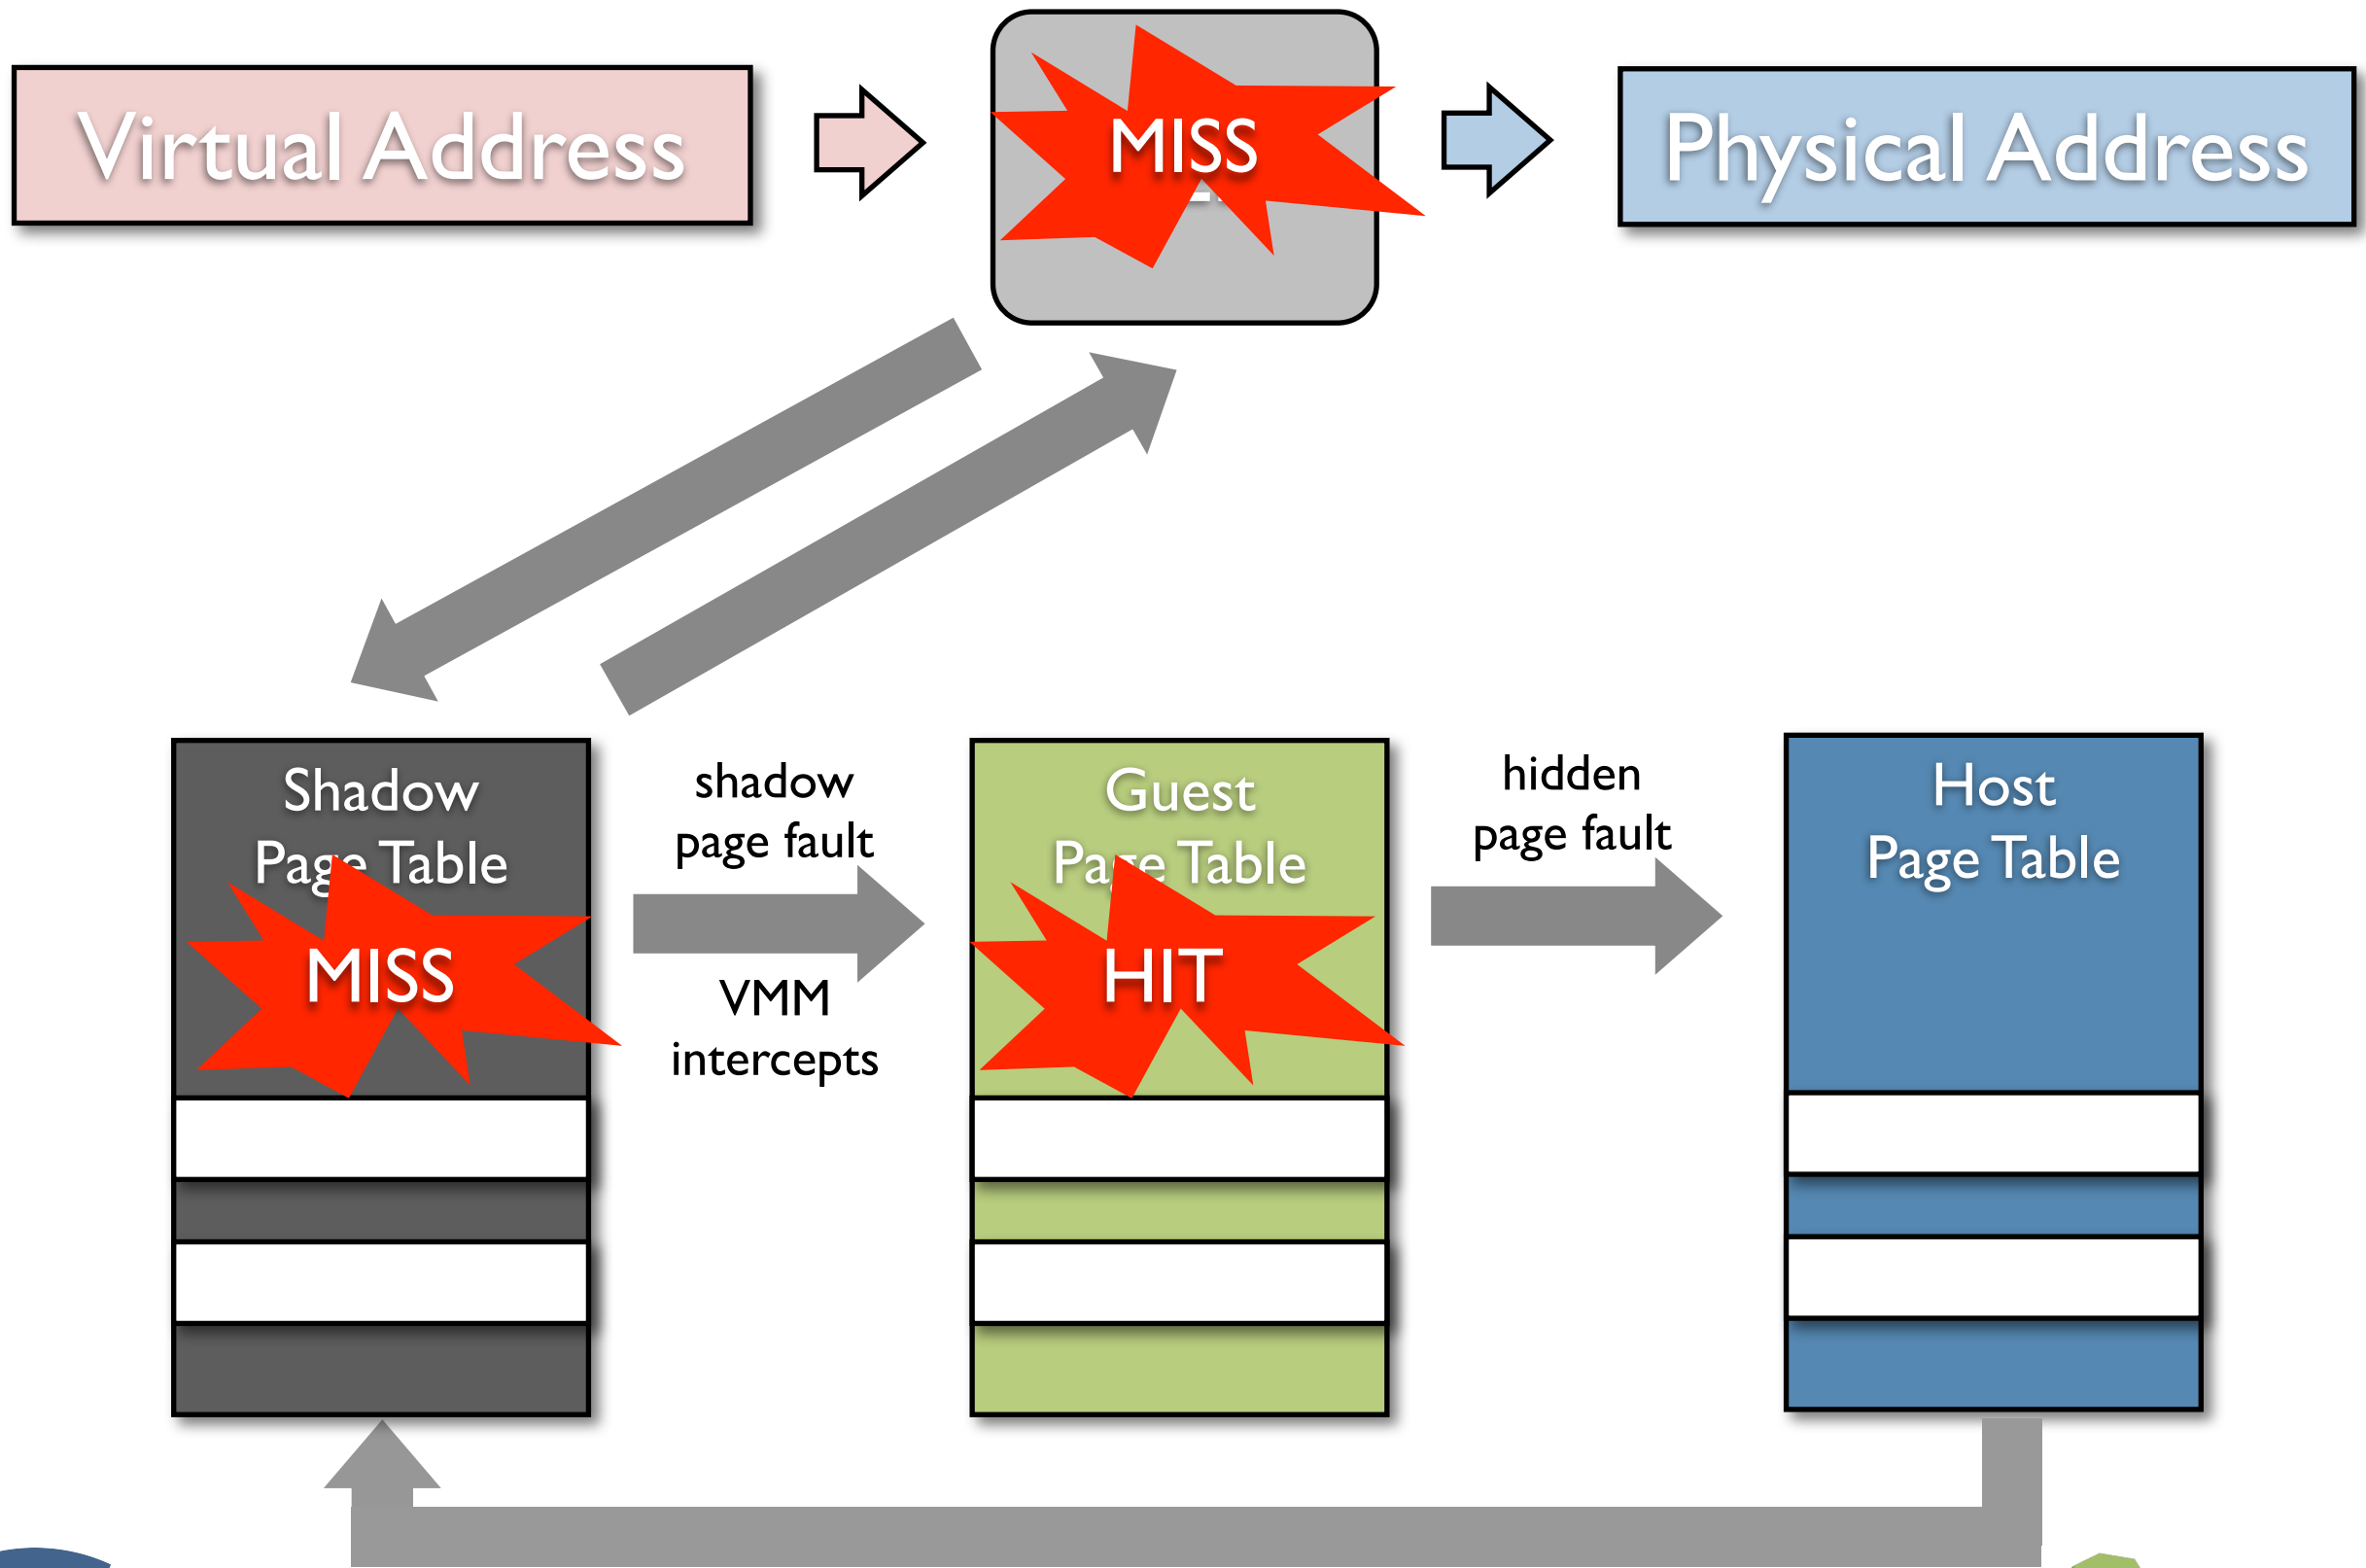 Virtual Address
MISS
Physical Address
Shadow
Page Table
MISS
shadow
page fault
VMM
intercepts
Guest
Page Table
HIT
hidden
page fault
Host
Page Table